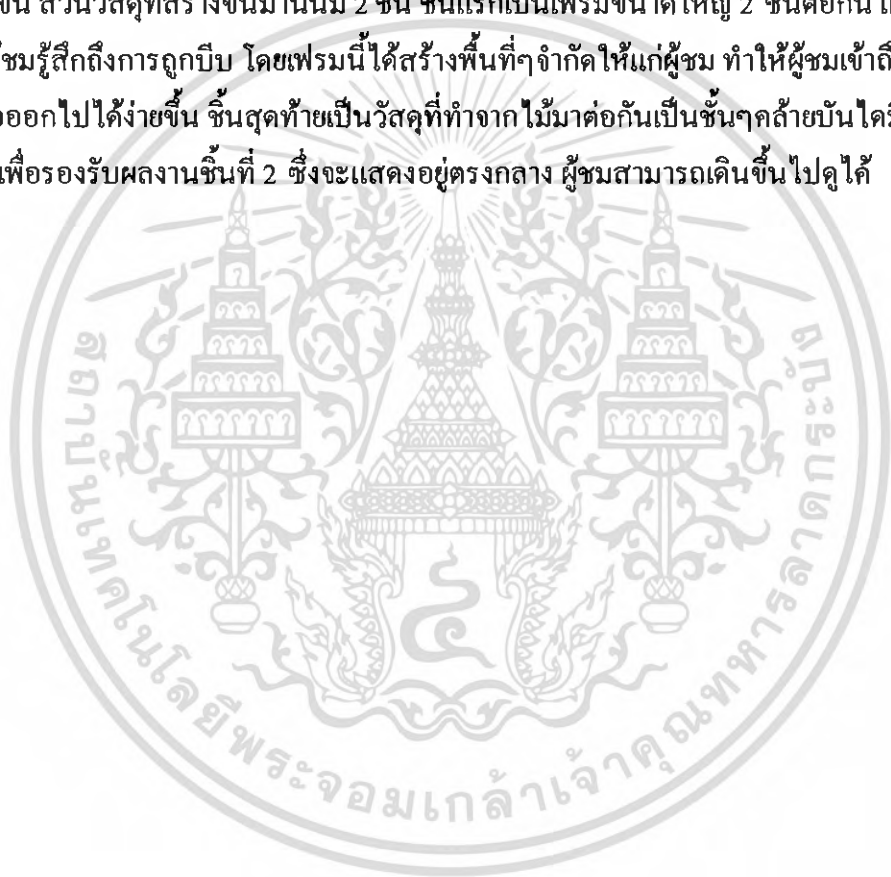 ขึ้น ส่วนวัสดุที่สร้างขึ้นมานั้นมี 2 ชิ้น ชิ้นแรกเป็นเฟรมขนาดใหญ่ 2 ชิ้นต่อกัน
ชมรู้สึกถึงการถูกบีบ โดยเฟรมนี้ได้สร้างพื้นที่ๆจำกัดให้แก่ผู้ชม ทำให้ผู้ชมเข้าถึ
ออกไปได้ง่ายขึ้น ชิ้นสุดท้ายเป็นวัสดุที่ทำจากไม้มาต่อกันเป็นชั้นๆคล้ายบันได
เพื่อรองรับผลงานชิ้นที่ 2 ซึ่งจะแสดงอยู่ตรงกลาง ผู้ชมสามารถเดินขึ้นไปดูได้
๔
สถาบันเทคโนโลยีพระจอมเกล้าเจ้าคุณทหารลาดกระบัง